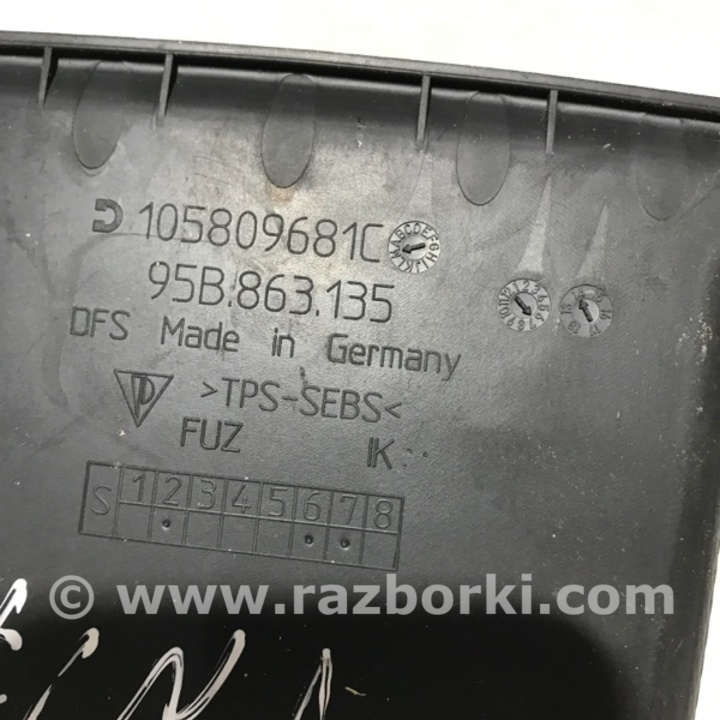 105809681C
95B.863.135
DFS Made in Germany
>TPS-SEBS<
FUZ IK
S 1 2 3 4 5 6 7 8
© www.razborki.com